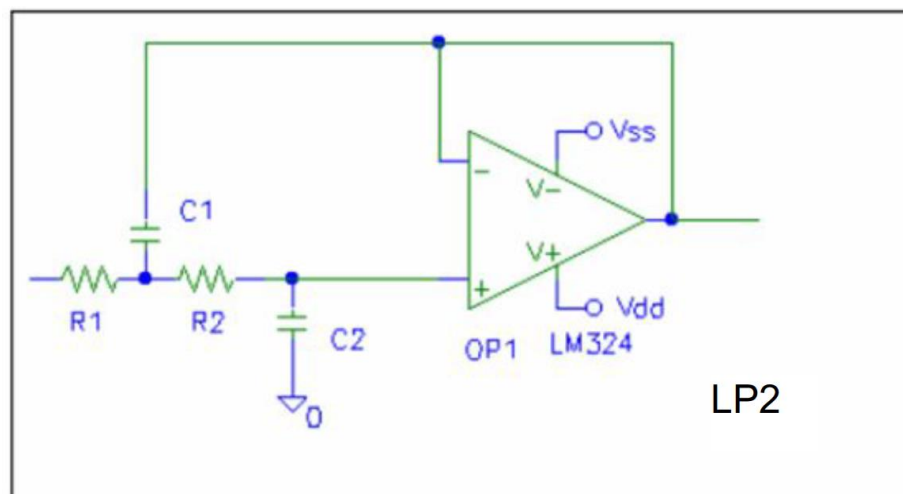 Vss
C1
−
V−
V+
+
R1
R2
C2
Vdd
OP1
LM324
0
LP2